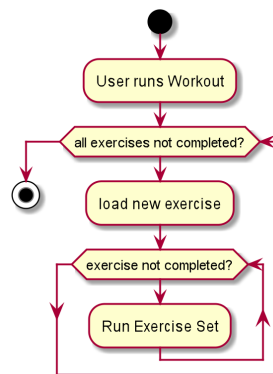 User runs Workout
all exercises not completed?
load new exercise
exercise not completed?
Run Exercise Set